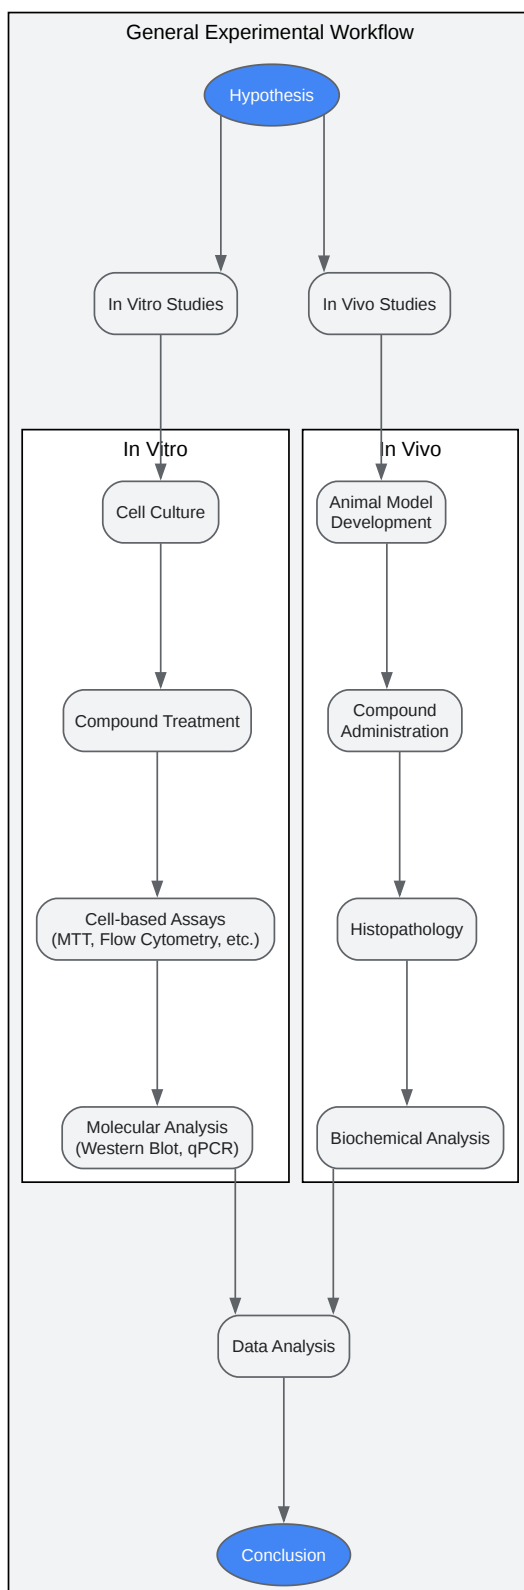 General Experimental Workflow
Hypothesis
In Vitro Studies
In Vivo Studies
In Vitro
In Vivo
Cell Culture
Animal Model
Development
Compound Treatment
Compound
Administration
Cell-based Assays
(MTT, Flow Cytometry, etc.)
Histopathology
Molecular Analysis
(Western Blot, qPCR)
Biochemical Analysis
Data Analysis
Conclusion